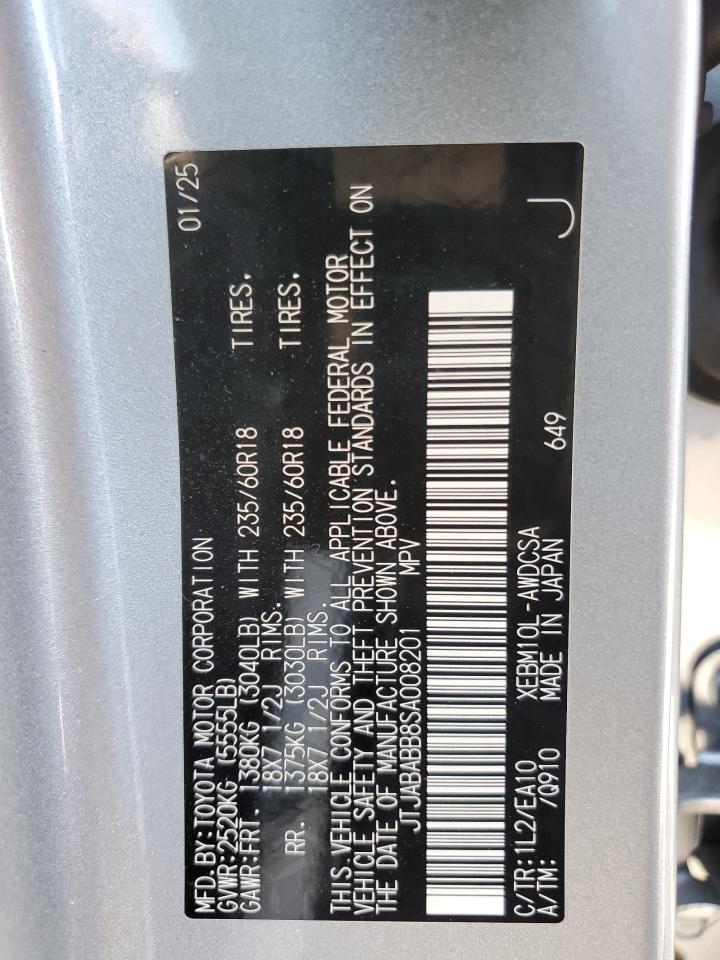 MFD.BY:TOYOTA MOTOR CORPORATION 01/25
GVWR:2520KG (5555LB)
GAWR:FRT. 1380KG (3040LB) WITH 235/60R18 TIRES.
18X7 1/2J RIMS.
RR. 1375KG (3030LB) WITH 235/60R18 TIRES.
18X7 1/2J RIMS.
THIS VEHICLE CONFORMS TO ALL APPLICABLE FEDERAL MOTOR
VEHICLE SAFETY AND THEFT PREVENTION STANDARDS IN EFFECT ON
THE DATE OF MANUFACTURE SHOWN ABOVE.
JTJABABB8SA008201 MPV
C/TR:1L2/EA10 XEBM10L-AWDCSA 649 J
A/TM: /Q910 MADE IN JAPAN